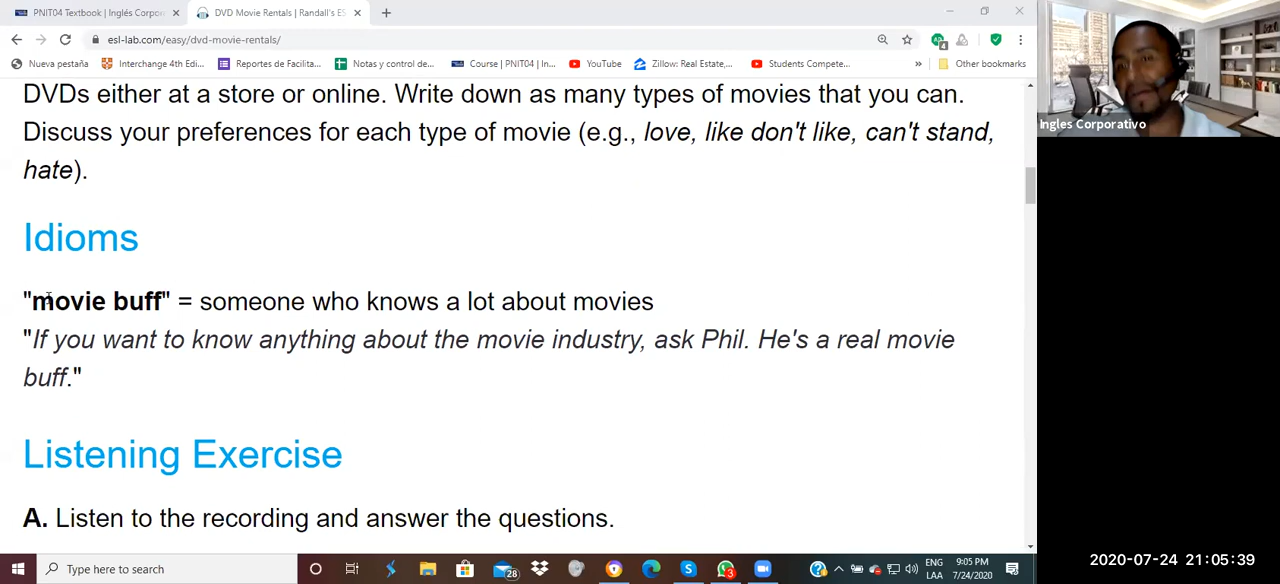 PNIT04 Textbook | Inglés Corpor
DVD Movie Rentals | Randall's ES
esl-lab.com/easy/dvd-movie-rentals/
Nueva pestaña
Interchange 4th Edi...
Reportes de Facilita...
Notas y control de...
Course | PNIT04 | In...
YouTube
Zillow: Real Estate,...
Students Compete...
»
Other bookmarks
DVDs either at a store or online. Write down as many types of movies that you can.
Discuss your preferences for each type of movie (e.g., love, like don't like, can't stand,
hate).
Idioms
"movie buff" = someone who knows a lot about movies
"If you want to know anything about the movie industry, ask Phil. He's a real movie
buff."
Listening Exercise
A. Listen to the recording and answer the questions.
Ingles Corporativo
Type here to search
28
3
ENG
LAA
9:05 PM
7/24/2020
2020-07-24 21:05:39